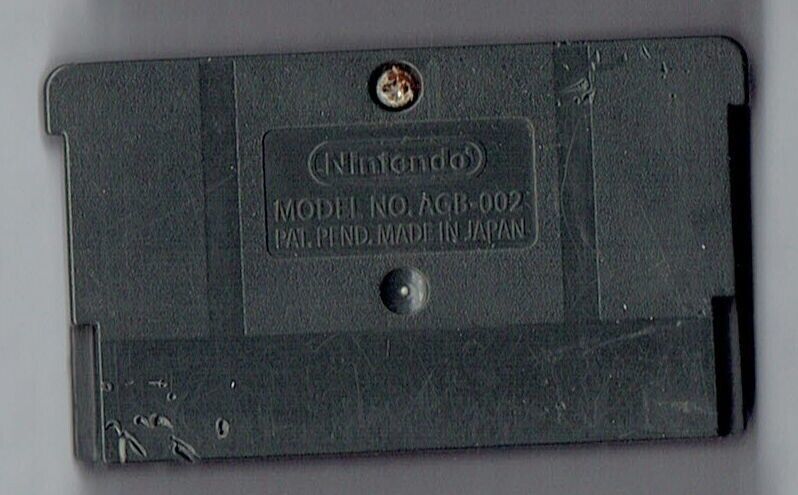 Nintendo
MODEL NO. AGB-002
PAT. PEND. MADE IN JAPAN